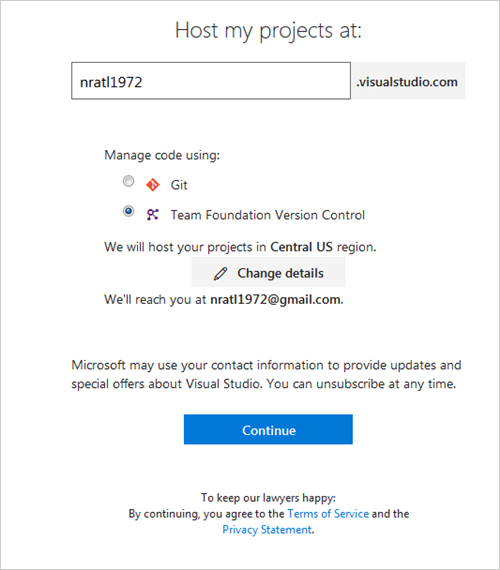 Host my projects at:
nratl1972 .visualstudio.com
Manage code using:
Git
Team Foundation Version Control
We will host your projects in Central US region.
Change details
We'll reach you at nratl1972@gmail.com.
Microsoft may use your contact information to provide updates and
special offers about Visual Studio. You can unsubscribe at any time.
Continue
To keep our lawyers happy:
By continuing, you agree to the Terms of Service and the
Privacy Statement.